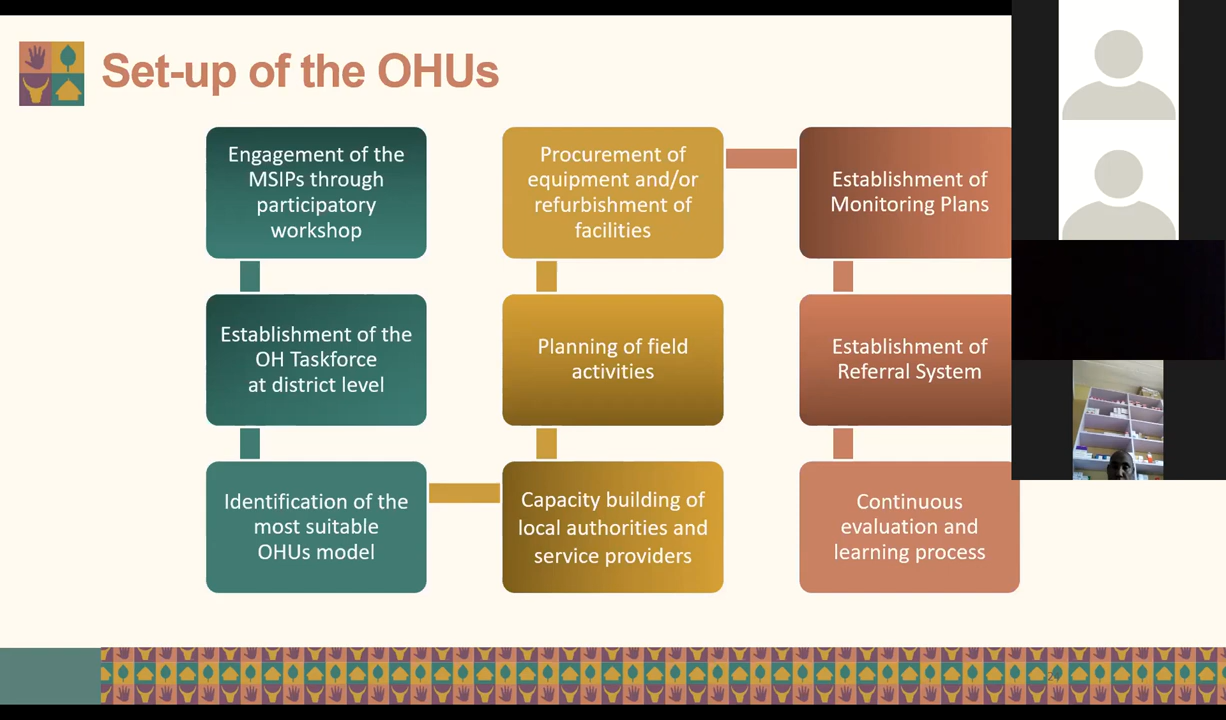 Set-up of the OHUs
Engagement of the
MSIPs through
participatory
workshop
Establishment of the
OH Taskforce
at district level
Identification of the
most suitable
OHUs model
Procurement of
equipment and/or
refurbishment of
facilities
Planning of field
activities
Capacity building of
local authorities and
service providers
Establishment of
Monitoring Plans
Establishment of
Referral System
Continuous
evaluation and
learning process